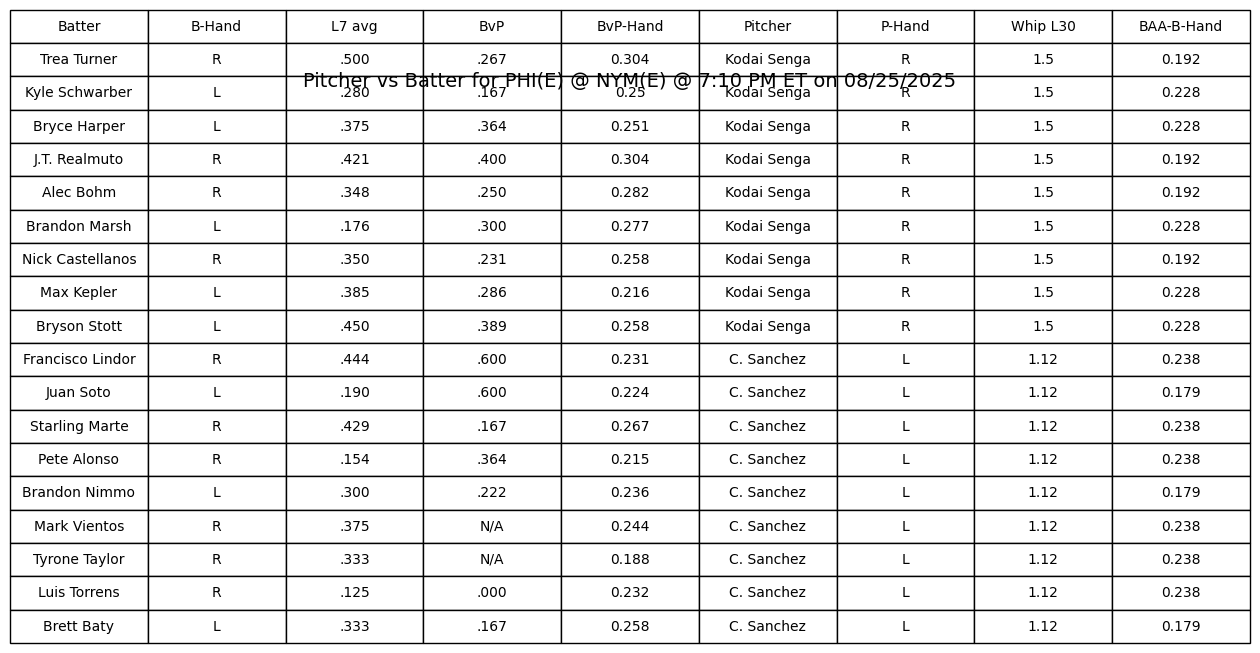 Batter B-Hand L7 avg BvP BvP-Hand Pitcher P-Hand Whip L30 BAA-B-Hand
Trea Turner R .500 .267 0.304 Kodai Senga R 1.5 0.192
Pitcher vs Batter for PHI(E) @ NYM(E) @ 7:10 PM ET on 08/25/2025
Kyle Schwarber L .280 .167 0.25 Kodai Senga R 1.5 0.228
Bryce Harper L .375 .364 0.251 Kodai Senga R 1.5 0.228
J.T. Realmuto R .421 .400 0.304 Kodai Senga R 1.5 0.192
Alec Bohm R .348 .250 0.282 Kodai Senga R 1.5 0.192
Brandon Marsh L .176 .300 0.277 Kodai Senga R 1.5 0.228
Nick Castellanos R .350 .231 0.258 Kodai Senga R 1.5 0.192
Max Kepler L .385 .286 0.216 Kodai Senga R 1.5 0.228
Bryson Stott L .450 .389 0.258 Kodai Senga R 1.5 0.228
Francisco Lindor R .444 .600 0.231 C. Sanchez L 1.12 0.238
Juan Soto L .190 .600 0.224 C. Sanchez L 1.12 0.179
Starling Marte R .429 .167 0.267 C. Sanchez L 1.12 0.238
Pete Alonso R .154 .364 0.215 C. Sanchez L 1.12 0.238
Brandon Nimmo L .300 .222 0.236 C. Sanchez L 1.12 0.179
Mark Vientos R .375 N/A 0.244 C. Sanchez L 1.12 0.238
Tyrone Taylor R .333 N/A 0.188 C. Sanchez L 1.12 0.238
Luis Torrens R .125 .000 0.232 C. Sanchez L 1.12 0.238
Brett Baty L .333 .167 0.258 C. Sanchez L 1.12 0.179